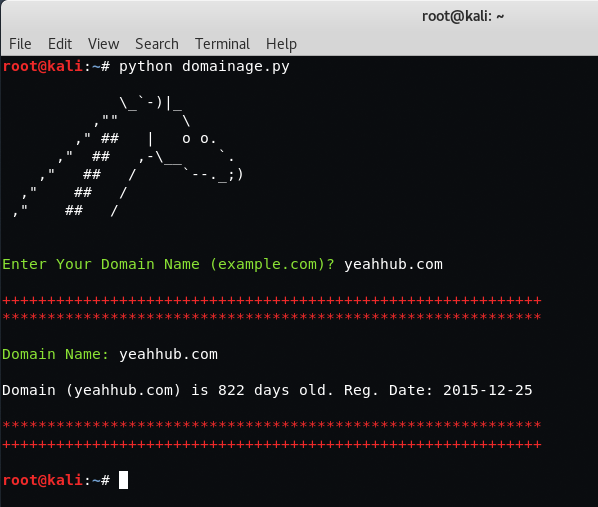 root@kali: ~
File Edit View Search Terminal Help
root@kali:~# python domainage.py
            \_`-)|_
          ,""       \
        ,"  ##   |   o o.
      ,"  ##   ,-\__    `.
    ,"   ##   /     `--._;)
  ,"    ##   /
,"     ##   /
Enter Your Domain Name (example.com)? yeahhub.com
++++++++++++++++++++++++++++++++++++++++++++++++++++++++++++
************************************************************
Domain Name: yeahhub.com
Domain (yeahhub.com) is 822 days old. Reg. Date: 2015-12-25
************************************************************
++++++++++++++++++++++++++++++++++++++++++++++++++++++++++++
root@kali:~#